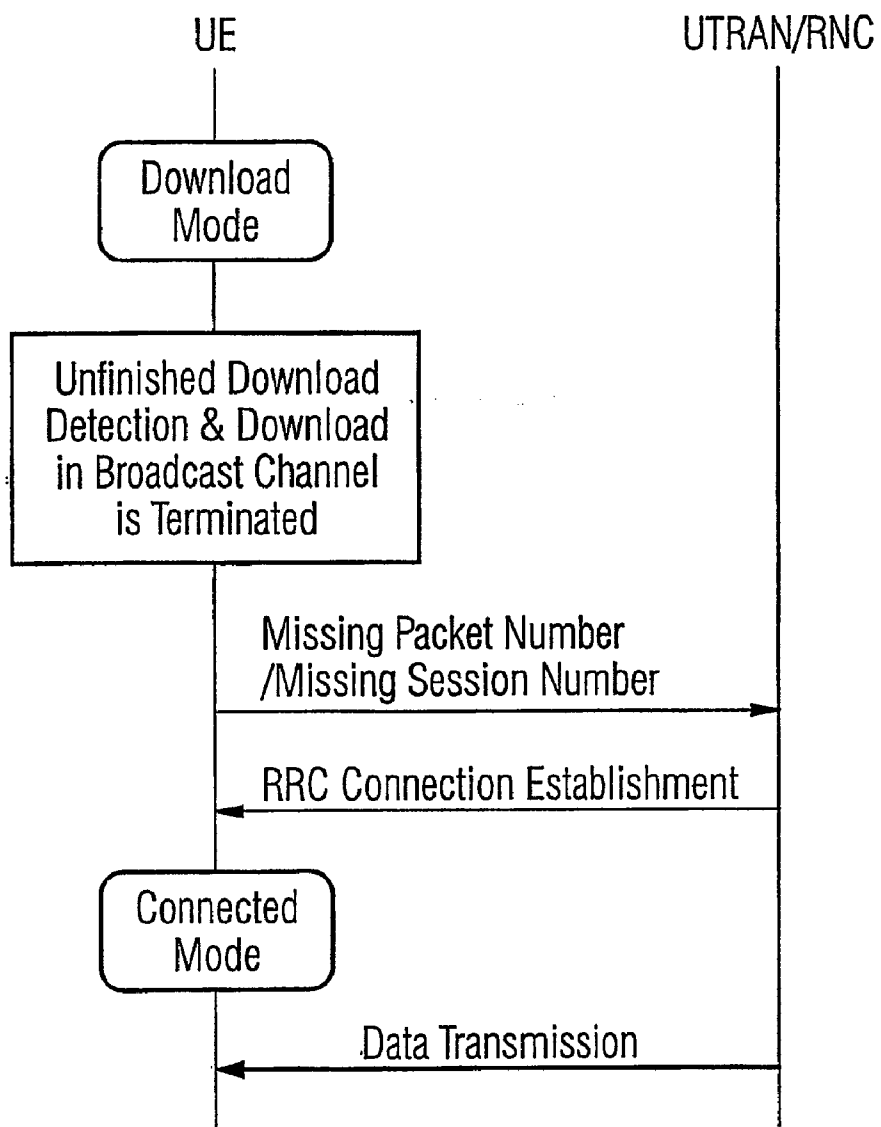 UE
UTRAN/RNC
Download
Mode
Unfinished Download
Detection & Download
in Broadcast Channel
is Terminated
Missing Packet Number
/Missing Session Number
RRC Connection Establishment
Connected
Mode
Data Transmission